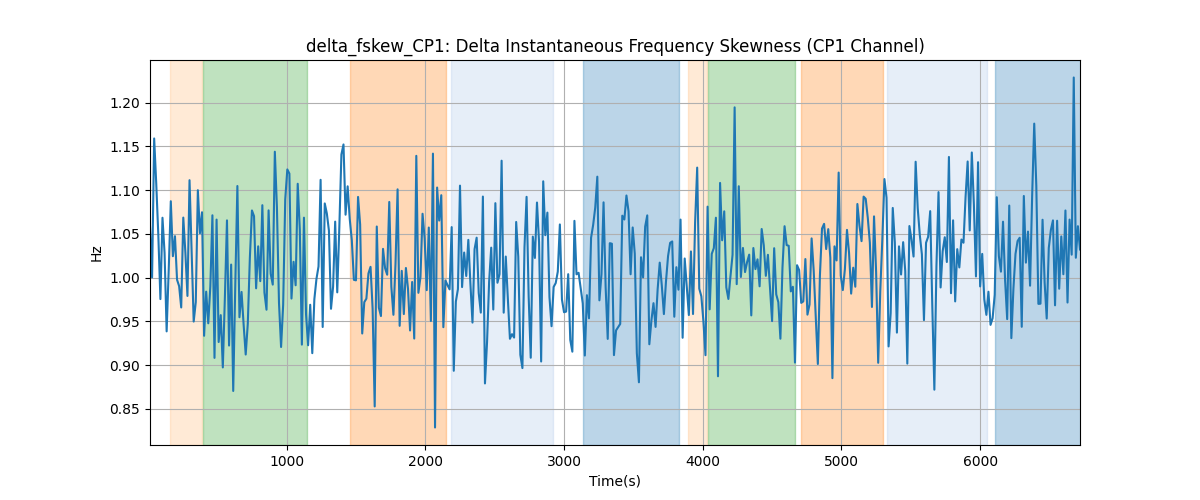 delta_fskew_CP1: Delta Instantaneous Frequency Skewness (CP1 Channel)
Hz
1.20
1.15
1.10
1.05
1.00
0.95
0.90
0.85
1000 2000 3000 4000 5000 6000
Time(s)